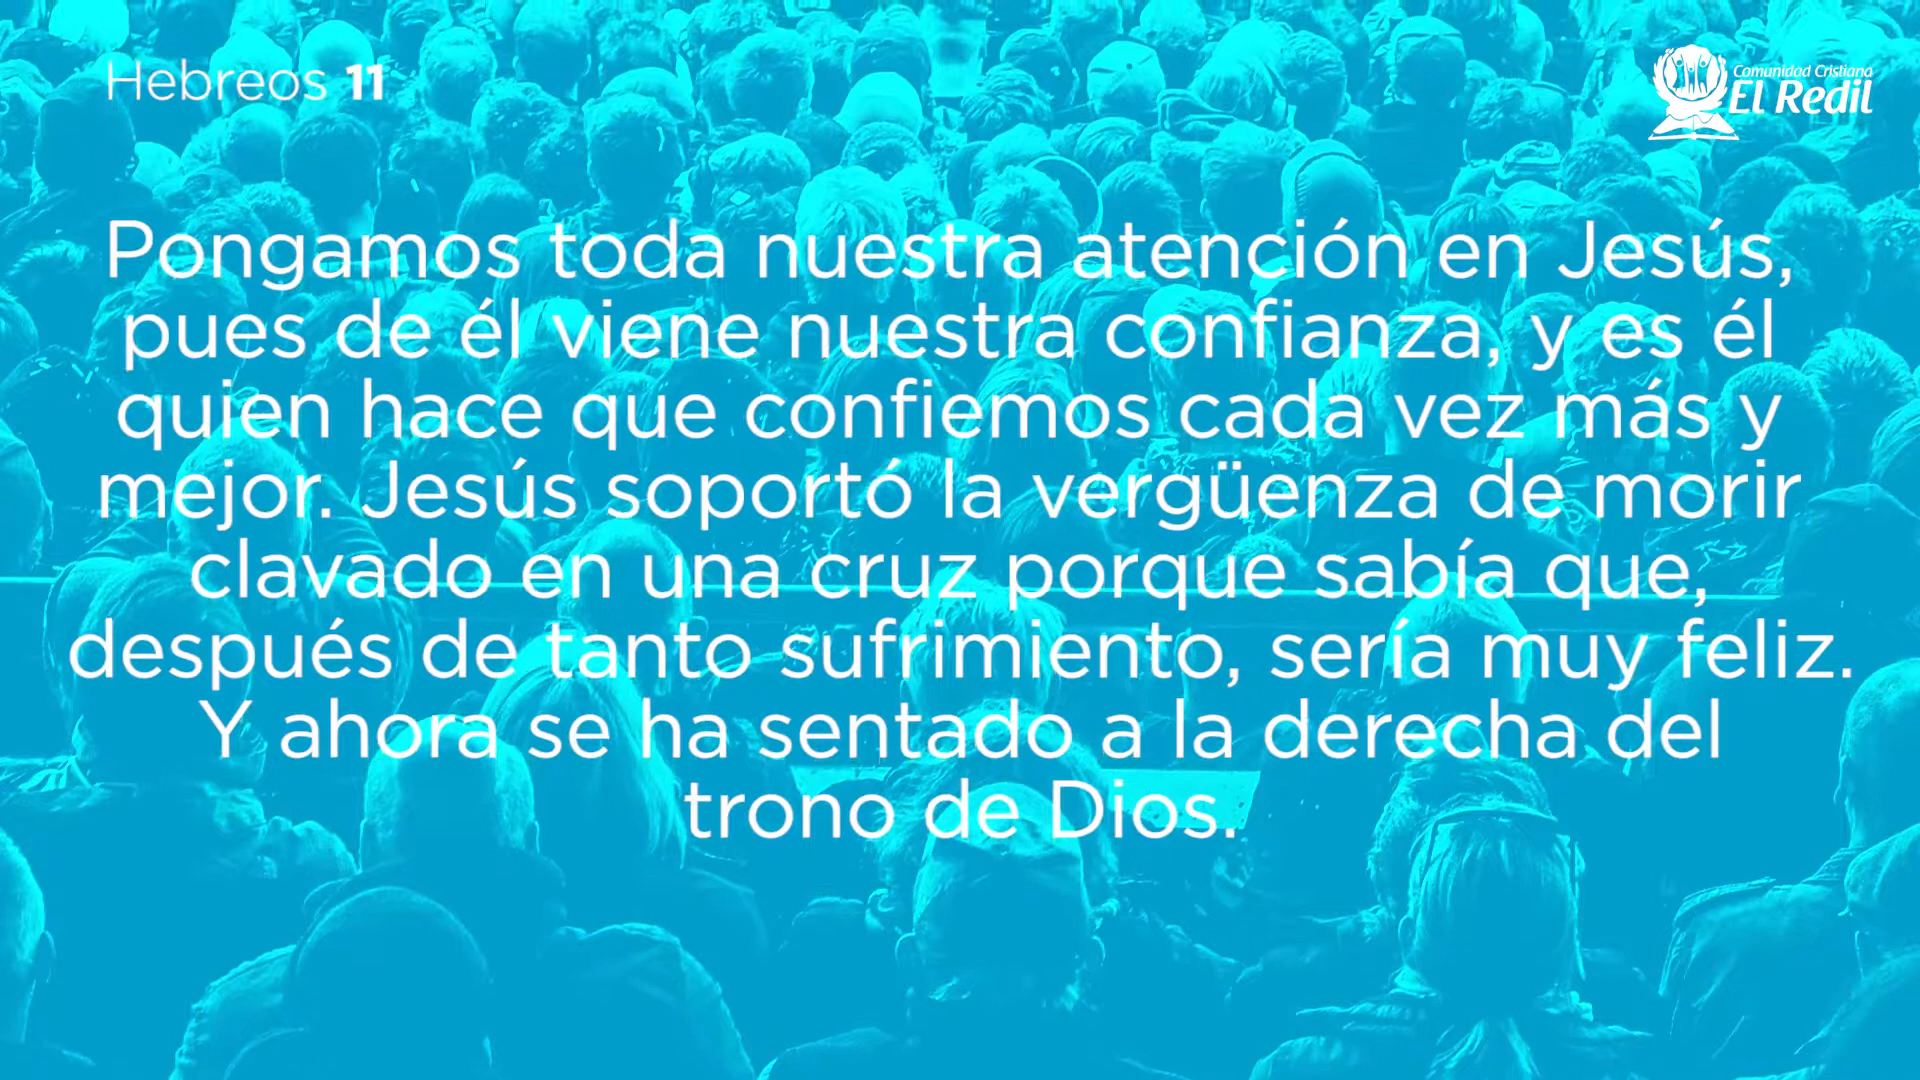 Hebreos 11
Comunidad Cristiana
El Redil
Pongamos toda nuestra atención en Jesús,
pues de él viene nuestra confianza, y es él
quien hace que confiemos cada vez más y
mejor. Jesús soportó la vergüenza de morir
clavado en una cruz porque sabía que,
después de tanto sufrimiento, sería muy feliz.
Y ahora se ha sentado a la derecha del
trono de Dios.